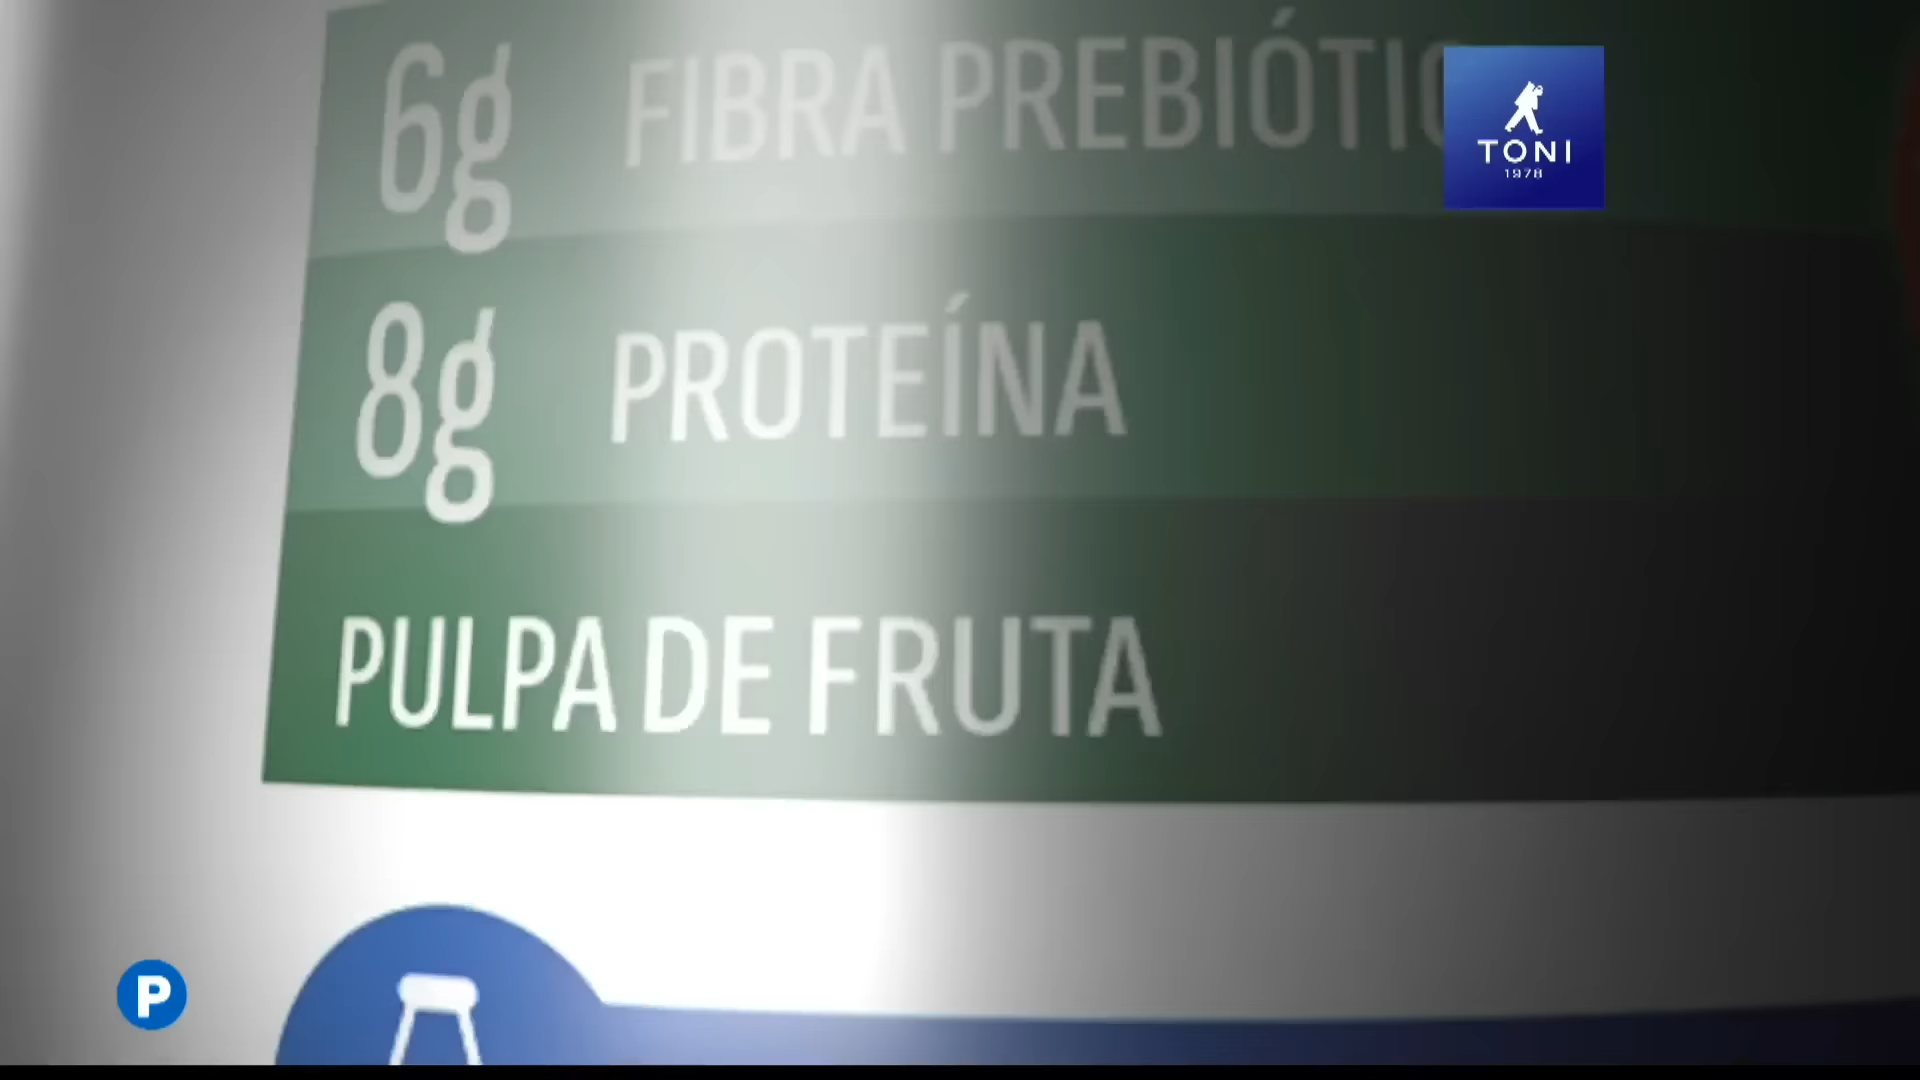 6g FIBRA PREBIÓTIC
TONI
1978
8g PROTEÍNA
PULPA DE FRUTA
P